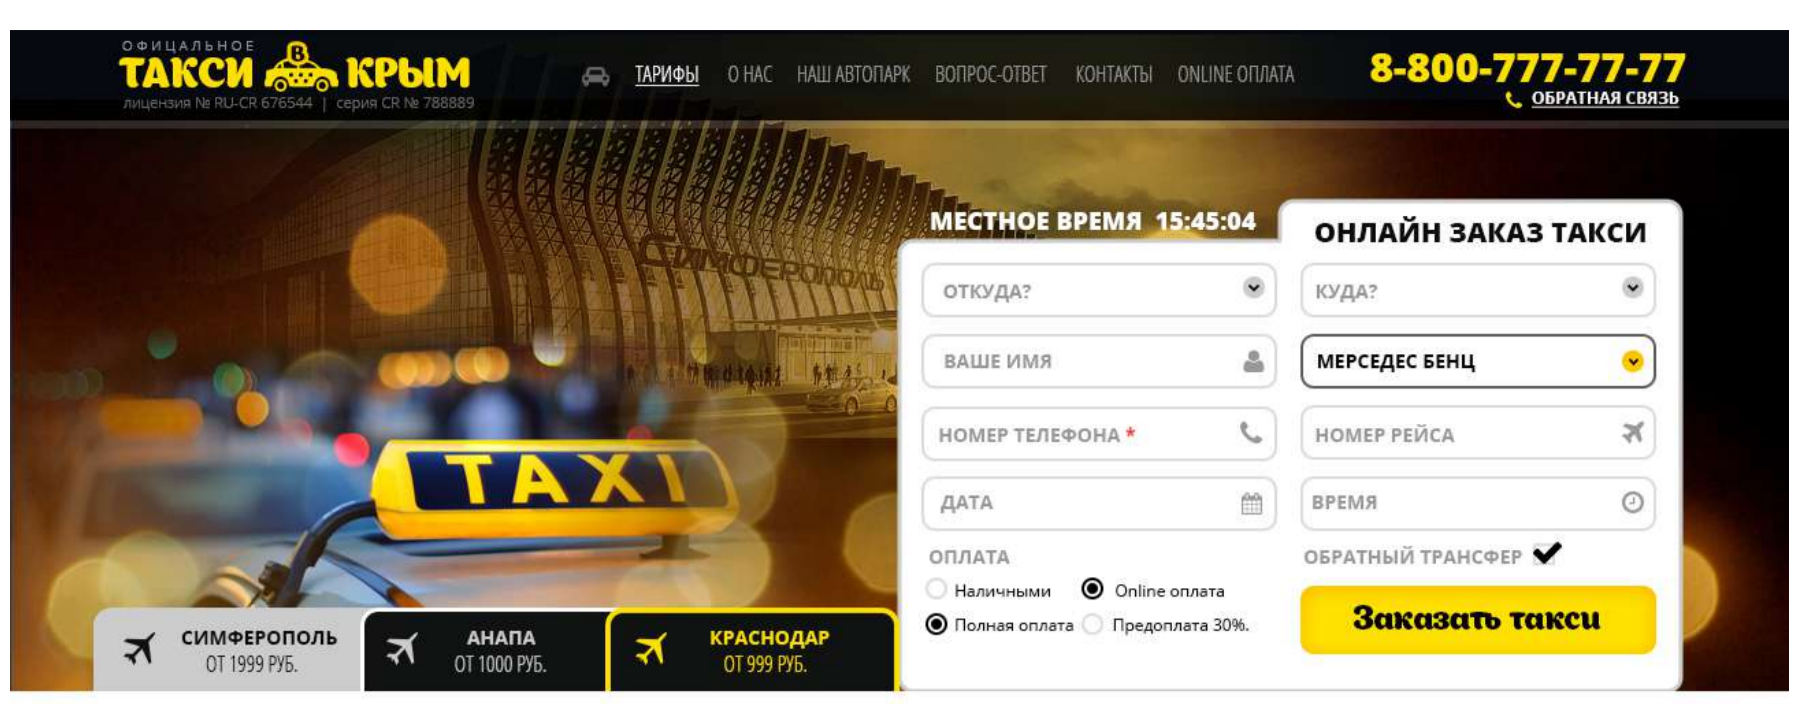 ОФИЦАЛЬНОЕ
ТАКСИ В КРЫМ
лицензия № RU-CR 676544 | серия CR № 788889
ТАРИФЫ О НАС НАШ АВТОПАРК ВОПРОС-ОТВЕТ КОНТАКТЫ ONLINE ОПЛАТА
8-800-777-77-77
ОБРАТНАЯ СВЯЗЬ
СИМФЕРОПОЛЬ
TAXI
МЕСТНОЕ ВРЕМЯ 15:45:04
ОНЛАЙН ЗАКАЗ ТАКСИ
ОТКУДА?
КУДА?
ВАШЕ ИМЯ
МЕРСЕДЕС БЕНЦ
НОМЕР ТЕЛЕФОНА *
НОМЕР РЕЙСА
ДАТА
ВРЕМЯ
ОПЛАТА
ОБРАТНЫЙ ТРАНСФЕР
Наличными Online оплата
Полная оплата Предоплата 30%.
Заказать такси
СИМФЕРОПОЛЬ
ОТ 1999 РУБ.
АНАПА
ОТ 1000 РУБ.
КРАСНОДАР
ОТ 999 РУБ.